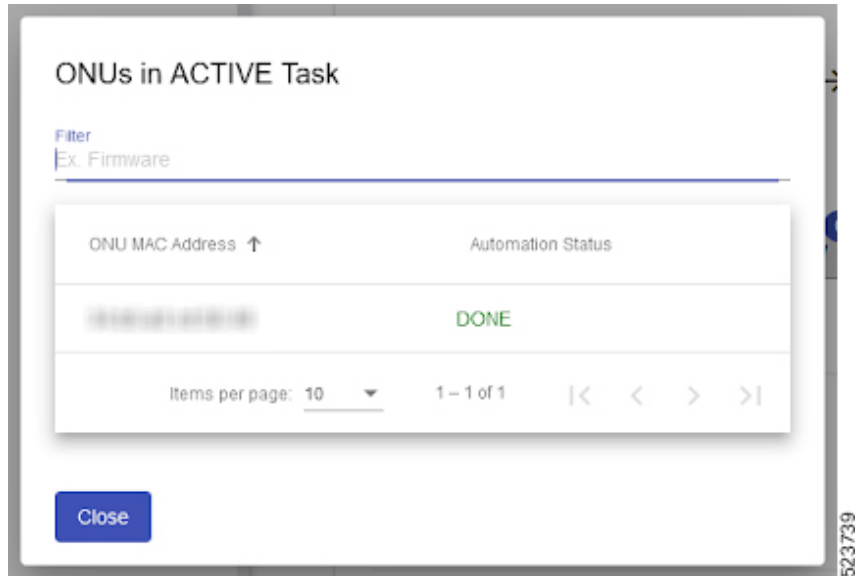 ONUs in ACTIVE Task
Filter
Ex. Firmware
ONU MAC Address Automation Status
DONE
Items per page: 10 1 – 1 of 1
Close
523739